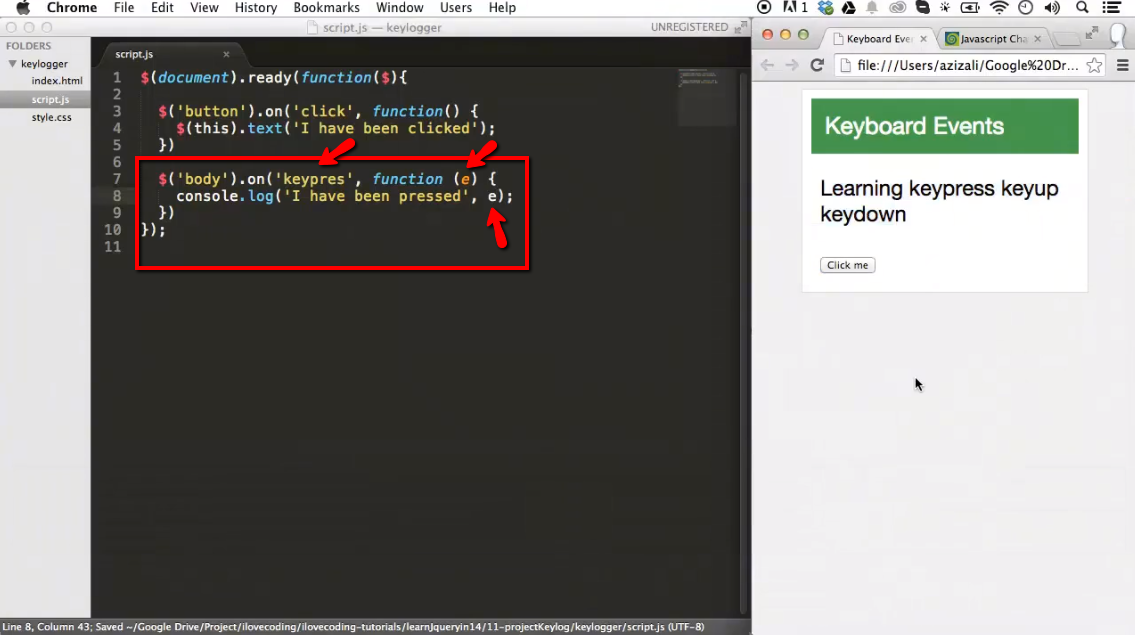 Chrome File Edit View History Bookmarks Window Users Help 1
script.js — keylogger UNREGISTERED
FOLDERS
keylogger
index.html
script.js
style.css
script.js ×
1 $(document).ready(function($){
2
3 $('button').on('click', function() {
4 $(this).text('I have been clicked');
5 })
6
7 $('body').on('keypres', function (e) {
8 console.log('I have been pressed', e);
9 })
10 });
11
Line 8, Column 43; Saved ~/Google Drive/Project/ilovecoding/ilovecoding-tutorials/learnJqueryin14/11-projectKeylog/keylogger/script.js (UTF-8)
Keyboard Eve × Javascript Cha ×
file:///Users/azizali/Google%20Dr...
Keyboard Events
Learning keypress keyup
keydown
Click me